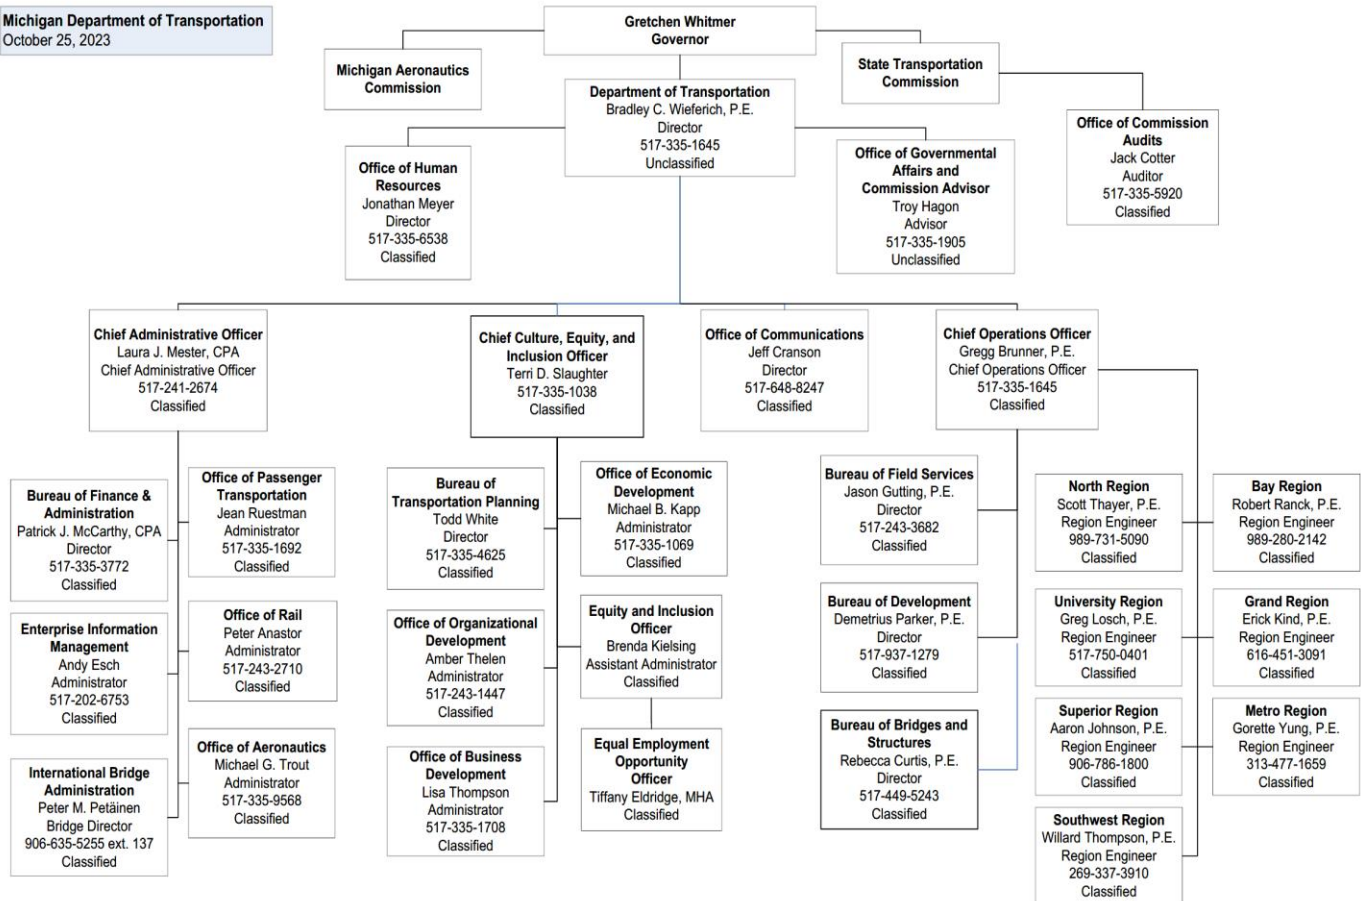 Michigan Department of Transportation
October 25, 2023
Gretchen Whitmer
Governor
Michigan Aeronautics
Commission
State Transportation
Commission
Department of Transportation
Bradley C. Wieferich, P.E.
Director
517-335-1645
Unclassified
Office of Commission
Audits
Jack Cotter
Auditor
517-335-5920
Classified
Office of Human
Resources
Jonathan Meyer
Director
517-335-6538
Classified
Office of Governmental
Affairs and
Commission Advisor
Troy Hagon
Advisor
517-335-1905
Unclassified
Chief Administrative Officer
Laura J. Mester, CPA
Chief Administrative Officer
517-241-2674
Classified
Chief Culture, Equity, and
Inclusion Officer
Terri D. Slaughter
517-335-1038
Classified
Office of Communications
Jeff Cranson
Director
517-648-8247
Classified
Chief Operations Officer
Gregg Brunner, P.E.
Chief Operations Officer
517-335-1645
Classified
Bureau of Finance &
Administration
Patrick J. McCarthy, CPA
Director
517-335-3772
Classified
Office of Passenger
Transportation
Jean Ruestman
Administrator
517-335-1692
Classified
Enterprise Information
Management
Andy Esch
Administrator
517-202-6753
Classified
Office of Rail
Peter Anastor
Administrator
517-243-2710
Classified
International Bridge
Administration
Peter M. Petäinen
Bridge Director
906-635-5255 ext. 137
Classified
Office of Aeronautics
Michael G. Trout
Administrator
517-335-9568
Classified
Bureau of
Transportation Planning
Todd White
Director
517-335-4625
Classified
Office of Economic
Development
Michael B. Kapp
Administrator
517-335-1069
Classified
Office of Organizational
Development
Amber Thelen
Administrator
517-243-1447
Classified
Equity and Inclusion
Officer
Brenda Kielsing
Assistant Administrator
Classified
Office of Business
Development
Lisa Thompson
Administrator
517-335-1708
Classified
Equal Employment
Opportunity
Officer
Tiffany Eldridge, MHA
Classified
Bureau of Field Services
Jason Gutting, P.E.
Director
517-243-3682
Classified
Bureau of Development
Demetrius Parker, P.E.
Director
517-937-1279
Classified
Bureau of Bridges and
Structures
Rebecca Curtis, P.E.
Director
517-449-5243
Classified
North Region
Scott Thayer, P.E.
Region Engineer
989-731-5090
Classified
Bay Region
Robert Ranck, P.E.
Region Engineer
989-280-2142
Classified
University Region
Greg Losch, P.E.
Region Engineer
517-750-0401
Classified
Grand Region
Erick Kind, P.E.
Region Engineer
616-451-3091
Classified
Superior Region
Aaron Johnson, P.E.
Region Engineer
906-786-1800
Classified
Metro Region
Gorette Yung, P.E.
Region Engineer
313-477-1659
Classified
Southwest Region
Willard Thompson, P.E.
Region Engineer
269-337-3910
Classified